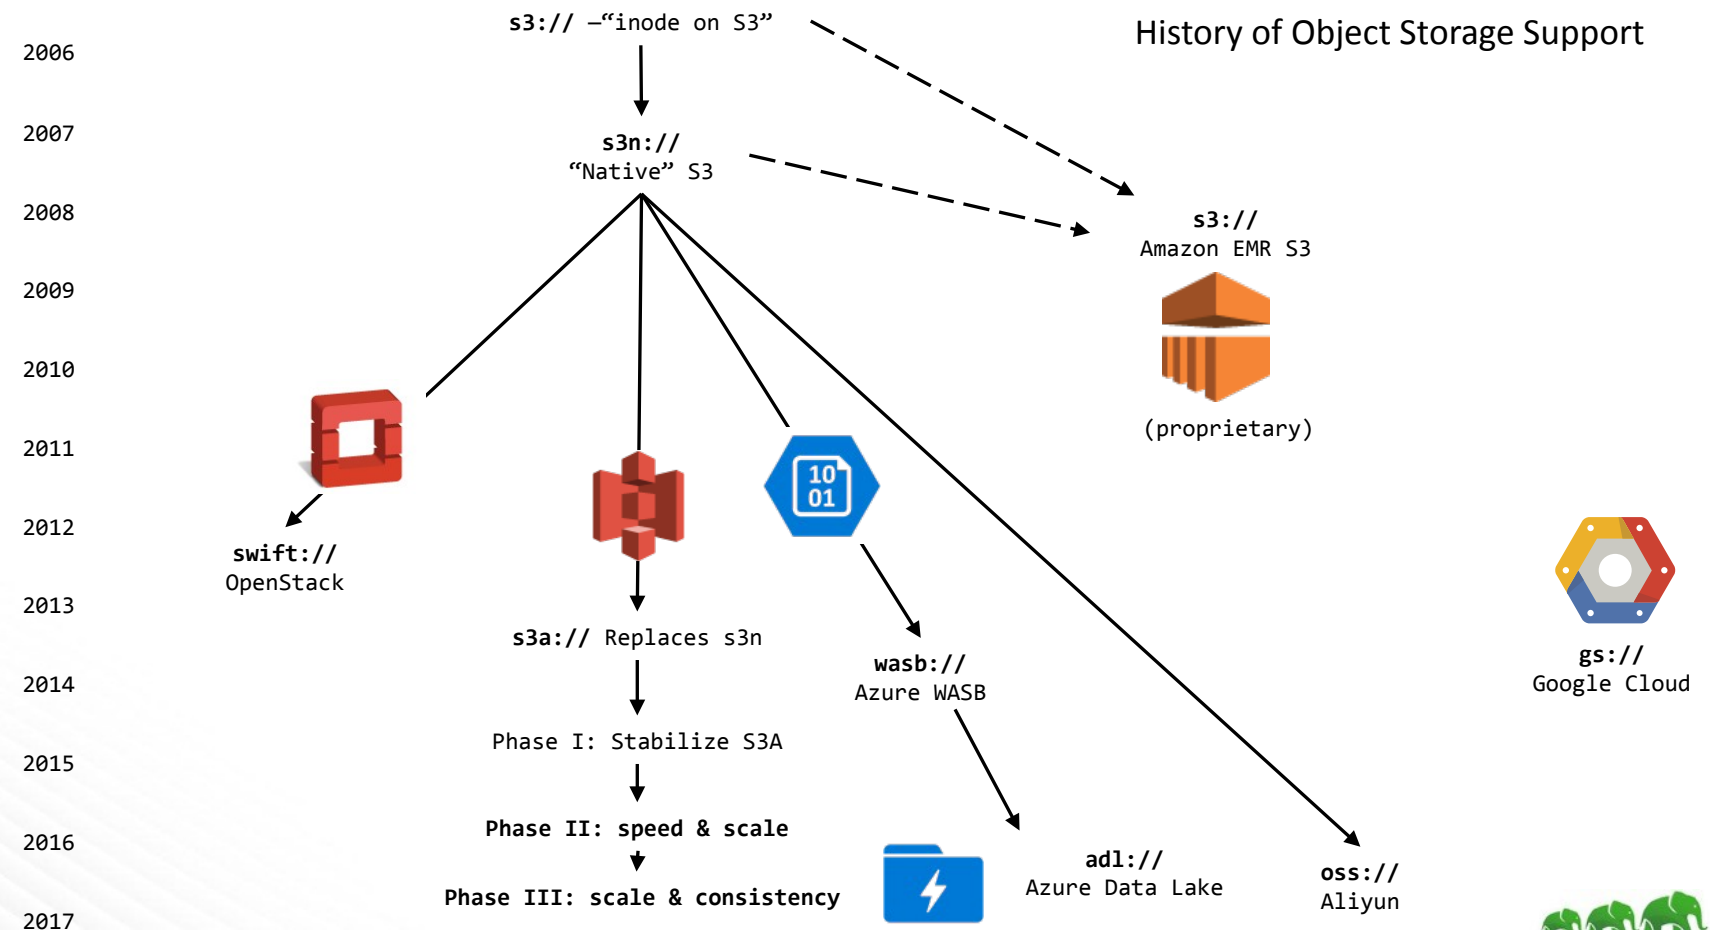 History of Object Storage Support
2006
2007
2008
2009
2010
2011
2012
2013
2014
2015
2016
2017
s3:// –“inode on S3”
s3n://
“Native” S3
s3://
Amazon EMR S3
(proprietary)
10
01
swift://
OpenStack
s3a:// Replaces s3n
wasb://
Azure WASB
gs://
Google Cloud
Phase I: Stabilize S3A
Phase II: speed & scale
Phase III: scale & consistency
adl://
Azure Data Lake
oss://
Aliyun